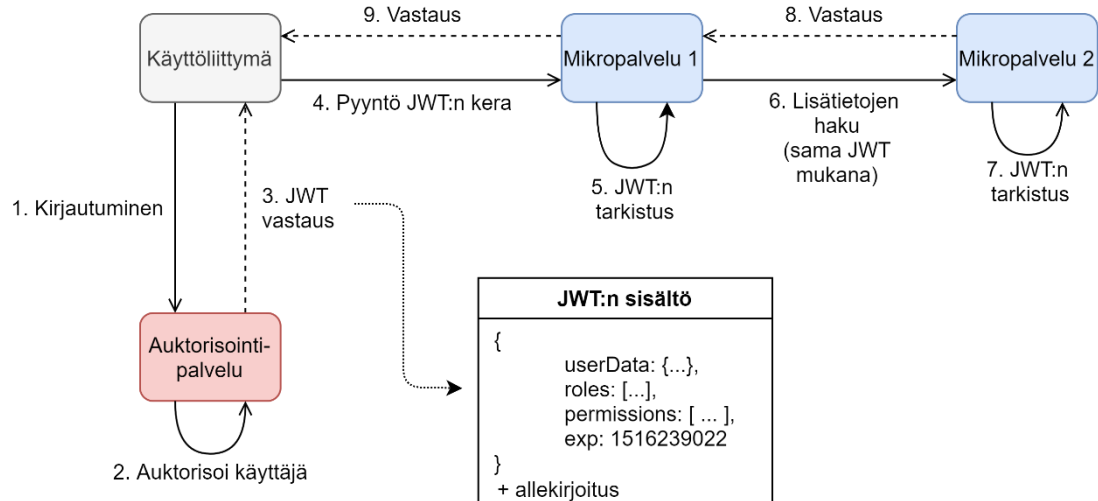 9. Vastaus
8. Vastaus
Käyttöliittymä
Mikropalvelu 1
Mikropalvelu 2
4. Pyyntö JWT:n kera
6. Lisätietojen
haku
(sama JWT
mukana)
5. JWT:n
tarkistus
7. JWT:n
tarkistus
1. Kirjautuminen
3. JWT
vastaus
Auktorisointi-
palvelu
2. Auktorisoi käyttäjä
JWT:n sisältö
{
userData: {...},
roles: [...],
permissions: [ ... ],
exp: 1516239022
}
+ allekirjoitus